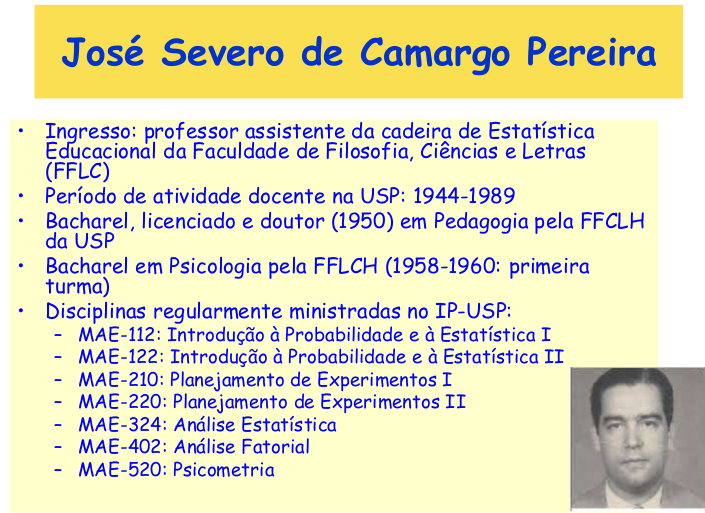 José Severo de Camargo Pereira
• Ingresso: professor assistente da cadeira de Estatística
Educacional da Faculdade de Filosofia, Ciências e Letras
(FFLC)
• Período de atividade docente na USP: 1944-1989
• Bacharel, licenciado e doutor (1950) em Pedagogia pela FFCLH
da USP
• Bacharel em Psicologia pela FFLCH (1958-1960: primeira
turma)
• Disciplinas regularmente ministradas no IP-USP:
– MAE-112: Introdução à Probabilidade e à Estatística I
– MAE-122: Introdução à Probabilidade e à Estatística II
– MAE-210: Planejamento de Experimentos I
– MAE-220: Planejamento de Experimentos II
– MAE-324: Análise Estatística
– MAE-402: Análise Fatorial
– MAE-520: Psicometria